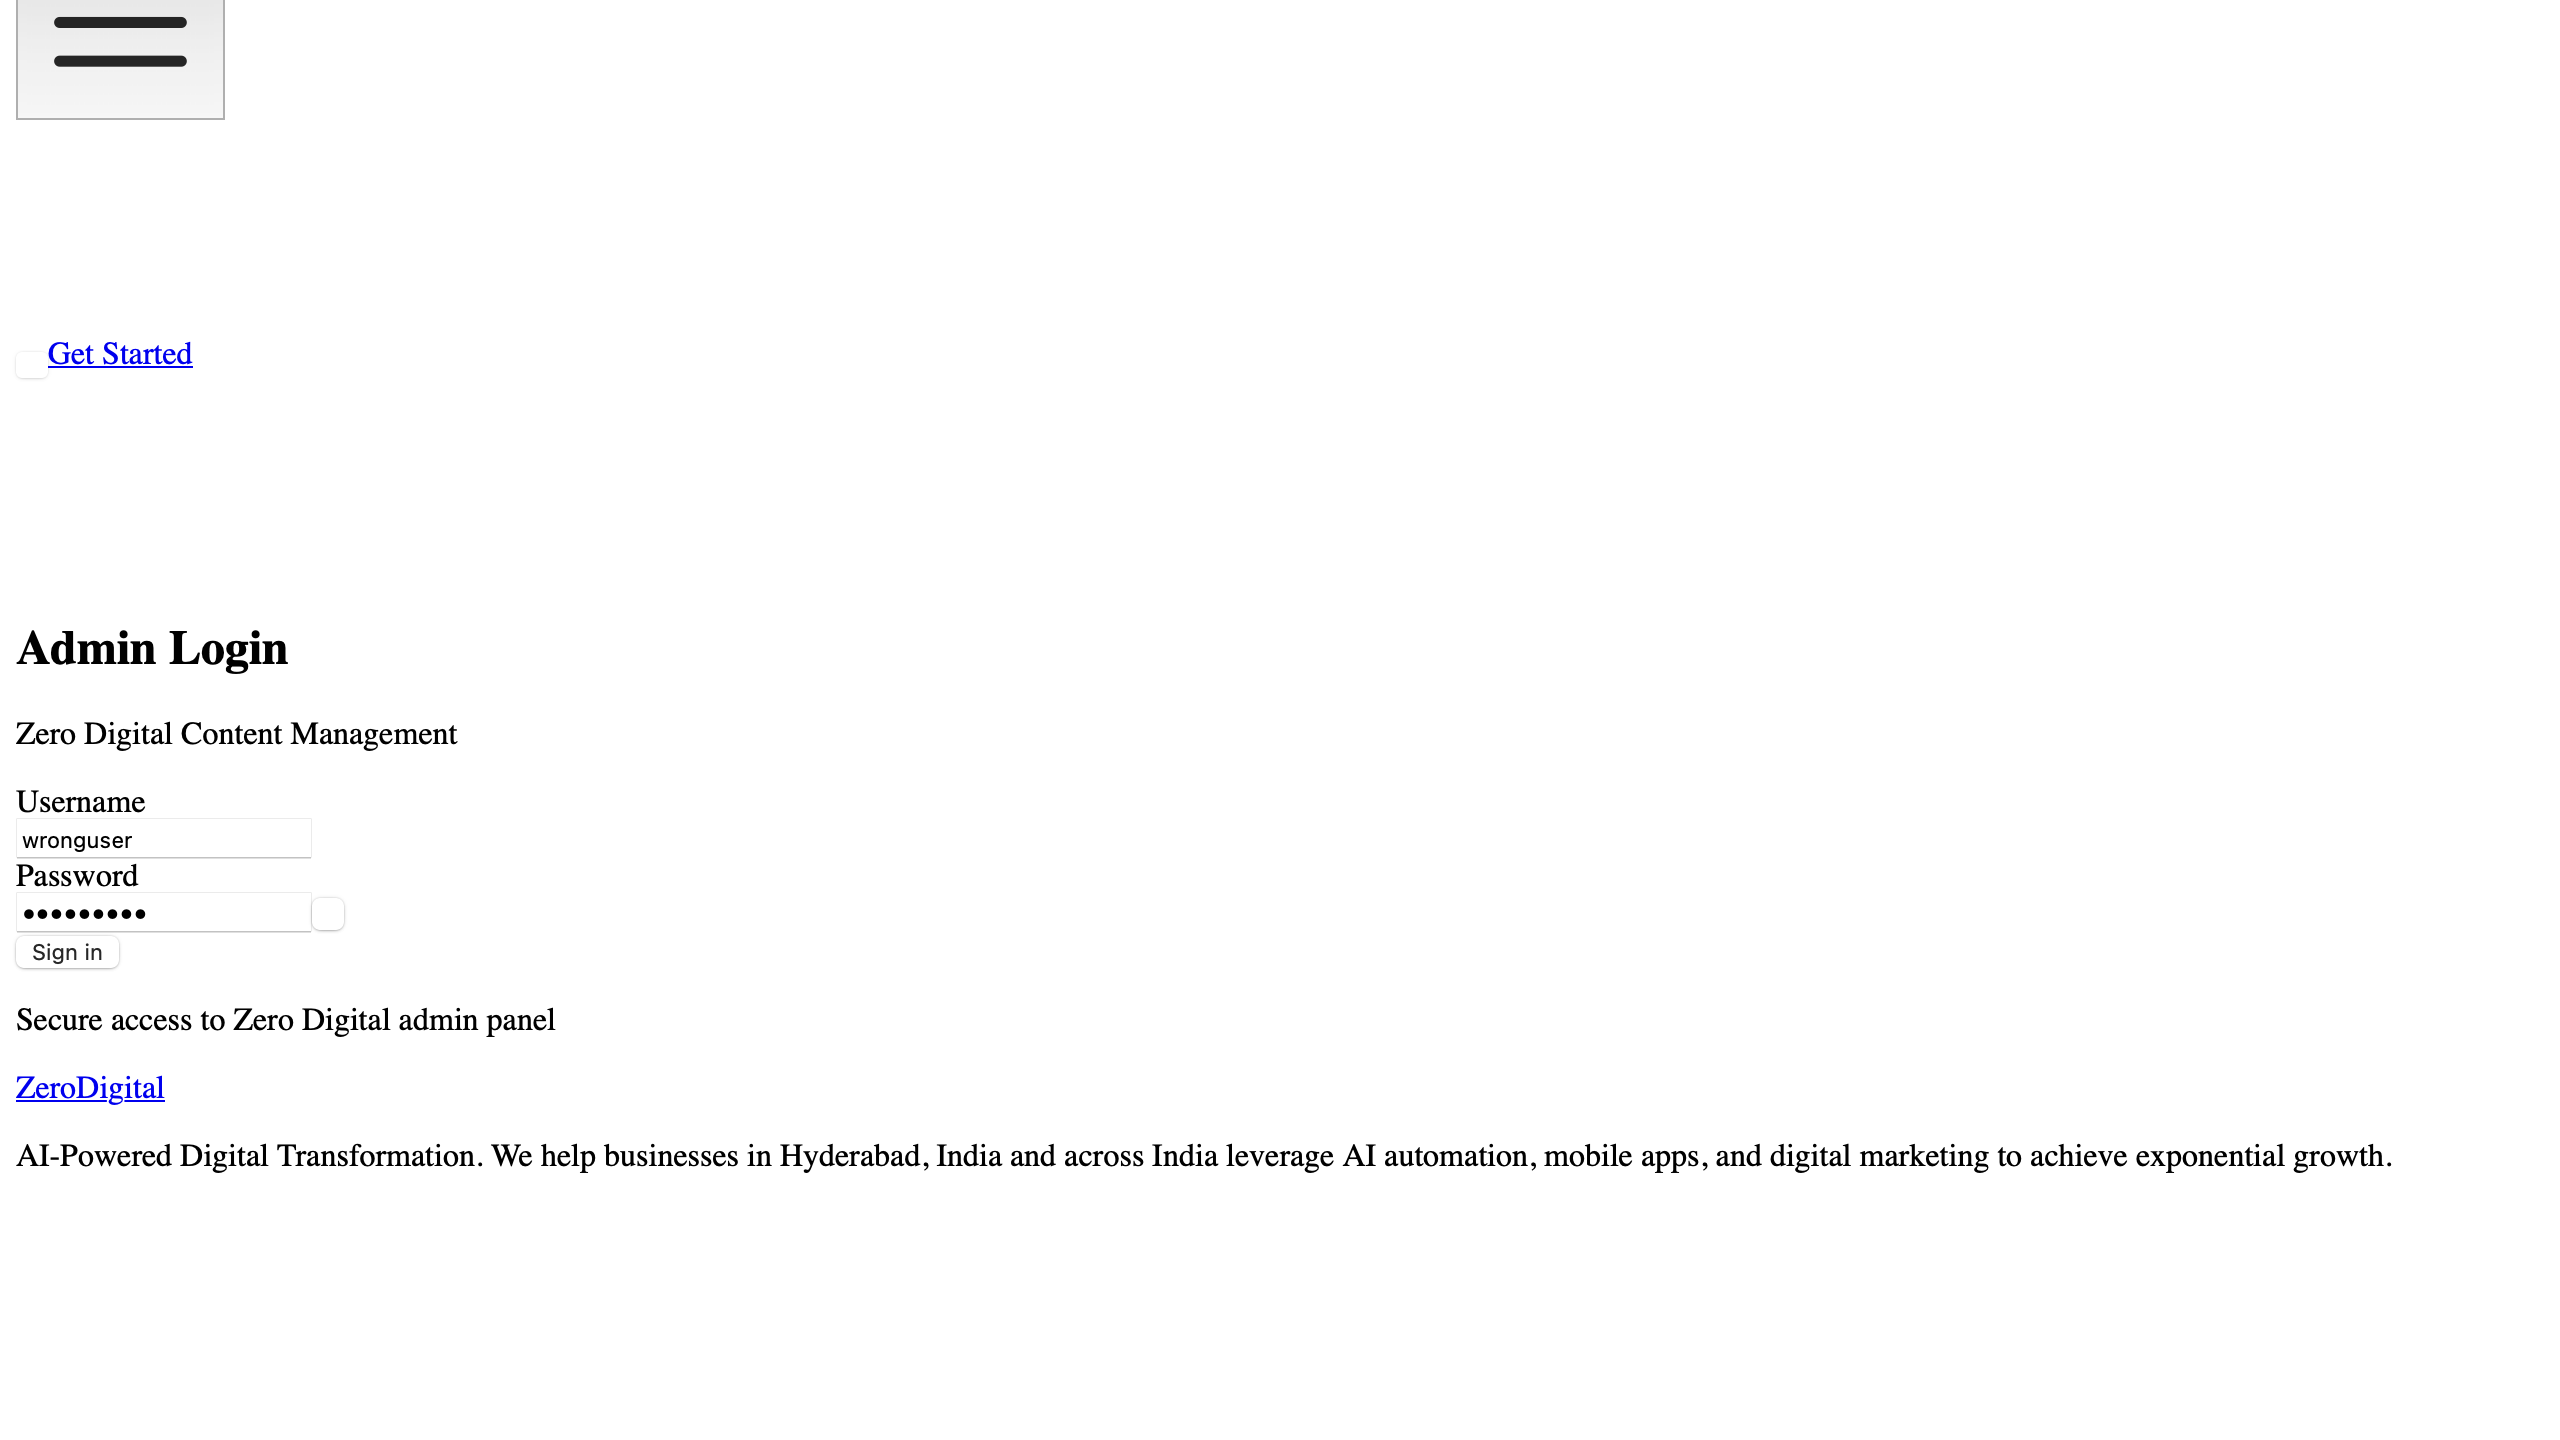 Get Started
Admin Login
Zero Digital Content Management
Username
wronguser
Password
•••••••••
Sign in
Secure access to Zero Digital admin panel
ZeroDigital
AI-Powered Digital Transformation. We help businesses in Hyderabad, India and across India leverage AI automation, mobile apps, and digital marketing to achieve exponential growth.